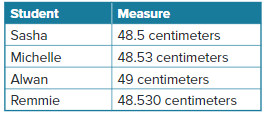 Student Measure
Sasha 48.5 centimeters
Michelle 48.53 centimeters
Alwan 49 centimeters
Remmie 48.530 centimeters